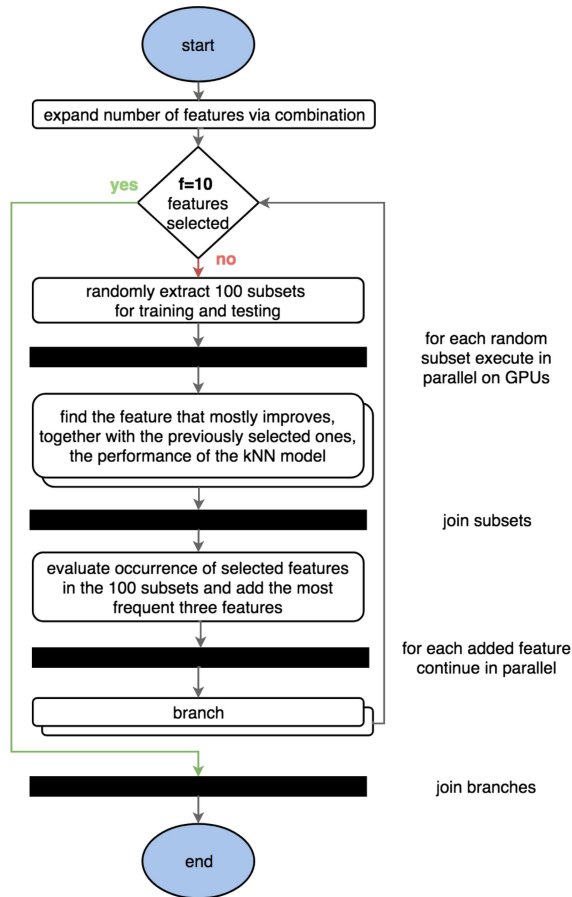 start
expand number of features via combination
yes
f=10
features
selected
no
randomly extract 100 subsets
for training and testing
for each random
subset execute in
parallel on GPUs
find the feature that mostly improves,
together with the previously selected ones,
the performance of the kNN model
join subsets
evaluate occurrence of selected features
in the 100 subsets and add the most
frequent three features
for each added feature
continue in parallel
branch
join branches
end